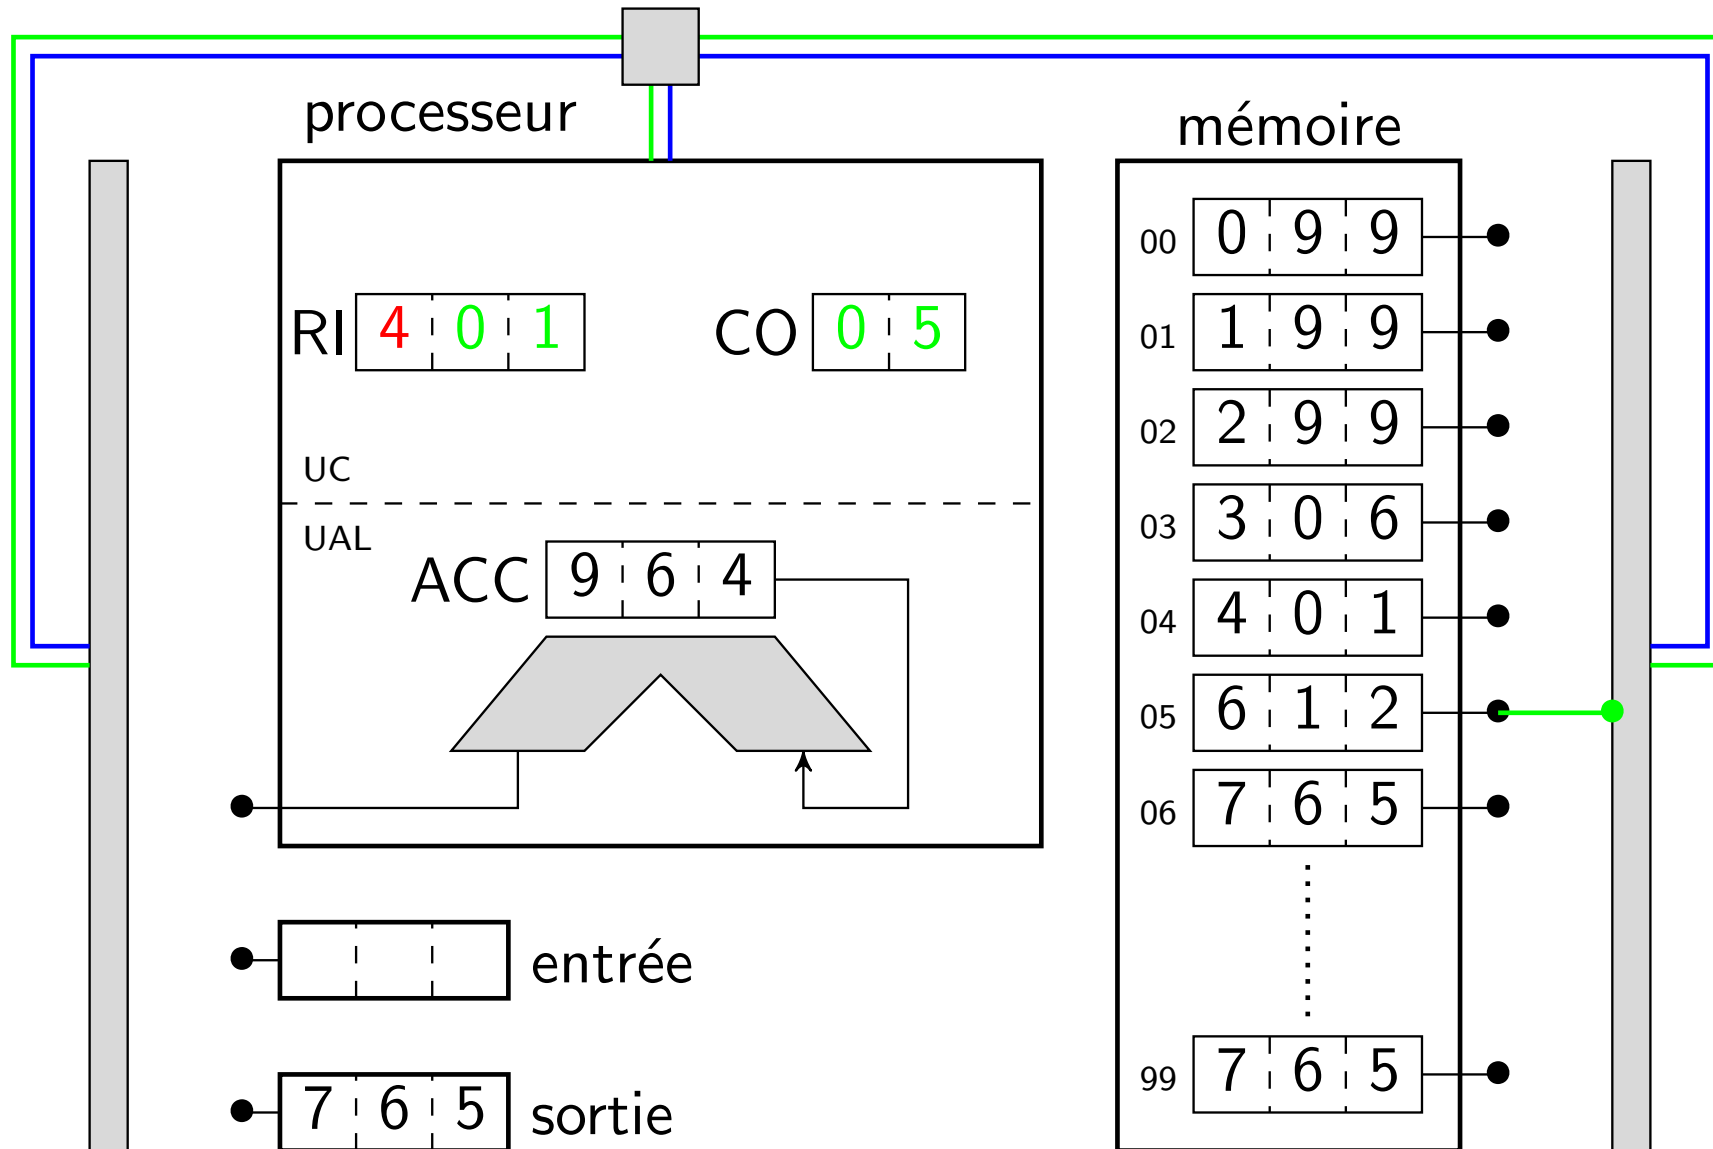 processeur
RI 4 0 1
CO 0 5
UC
UAL
ACC 9 6 4
entrée
7 6 5 sortie
mémoire
00 0 9 9
01 1 9 9
02 2 9 9
03 3 0 6
04 4 0 1
05 6 1 2
06 7 6 5
99 7 6 5